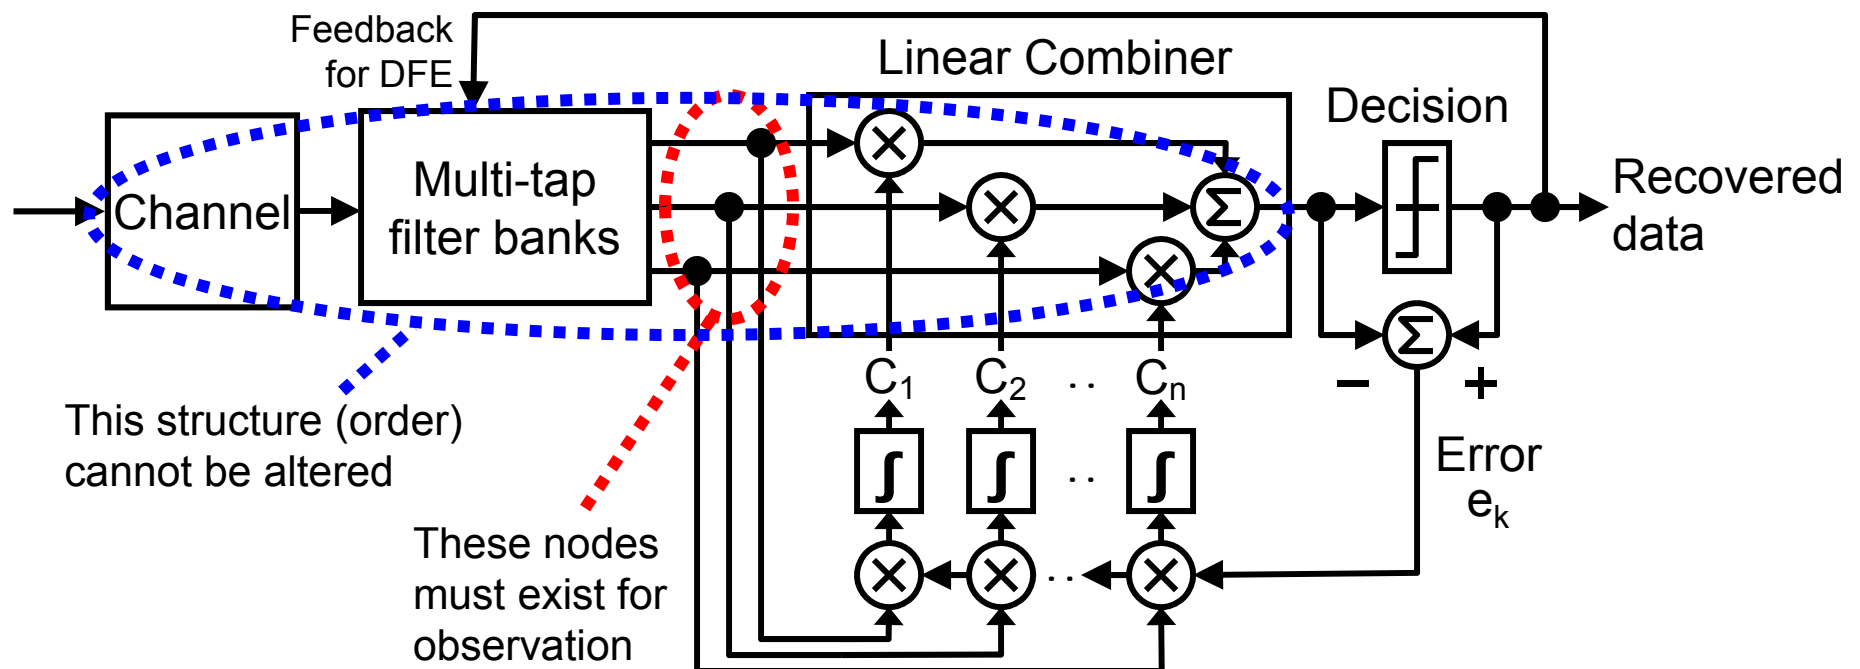 Feedback
for DFE
Linear Combiner
Decision
Channel
Multi-tap
filter banks
×
×
×
Σ
Recovered
data
Σ
− +
C₁ C₂ .. Cₙ
This structure (order)
cannot be altered
∫ ∫ .. ∫
Error
eₖ
These nodes
must exist for
observation
× × .. ×